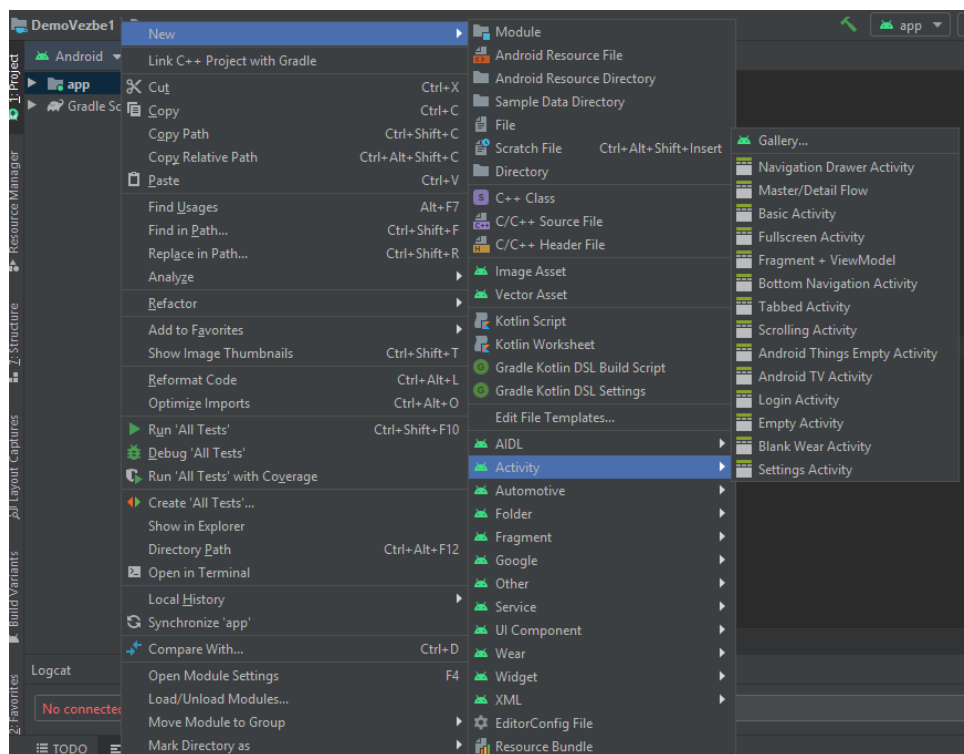 DemoVezbe1
app
Android
app
Gradle Sc
1: Project
Resource Manager
7: Structure
Layout Captures
Build Variants
2: Favorites
New
Link C++ Project with Gradle
Cut Ctrl+X
Copy Ctrl+C
Copy Path Ctrl+Shift+C
Copy Relative Path Ctrl+Alt+Shift+C
Paste Ctrl+V
Find Usages Alt+F7
Find in Path... Ctrl+Shift+F
Replace in Path... Ctrl+Shift+R
Analyze
Refactor
Add to Favorites
Show Image Thumbnails Ctrl+Shift+T
Reformat Code Ctrl+Alt+L
Optimize Imports Ctrl+Alt+O
Run 'All Tests' Ctrl+Shift+F10
Debug 'All Tests'
Run 'All Tests' with Coverage
Create 'All Tests'...
Show in Explorer
Directory Path Ctrl+Alt+F12
Open in Terminal
Local History
Synchronize 'app'
Compare With... Ctrl+D
Open Module Settings F4
Load/Unload Modules...
Move Module to Group
Mark Directory as
Module
Android Resource File
Android Resource Directory
Sample Data Directory
File
Scratch File Ctrl+Alt+Shift+Insert
Directory
C++ Class
C/C++ Source File
C/C++ Header File
Image Asset
Vector Asset
Kotlin Script
Kotlin Worksheet
Gradle Kotlin DSL Build Script
Gradle Kotlin DSL Settings
Edit File Templates...
AIDL
Activity
Automotive
Folder
Fragment
Google
Other
Service
UI Component
Wear
Widget
XML
EditorConfig File
Resource Bundle
Gallery...
Navigation Drawer Activity
Master/Detail Flow
Basic Activity
Fullscreen Activity
Fragment + ViewModel
Bottom Navigation Activity
Tabbed Activity
Scrolling Activity
Android Things Empty Activity
Android TV Activity
Login Activity
Empty Activity
Blank Wear Activity
Settings Activity
Logcat
No connected
TODO